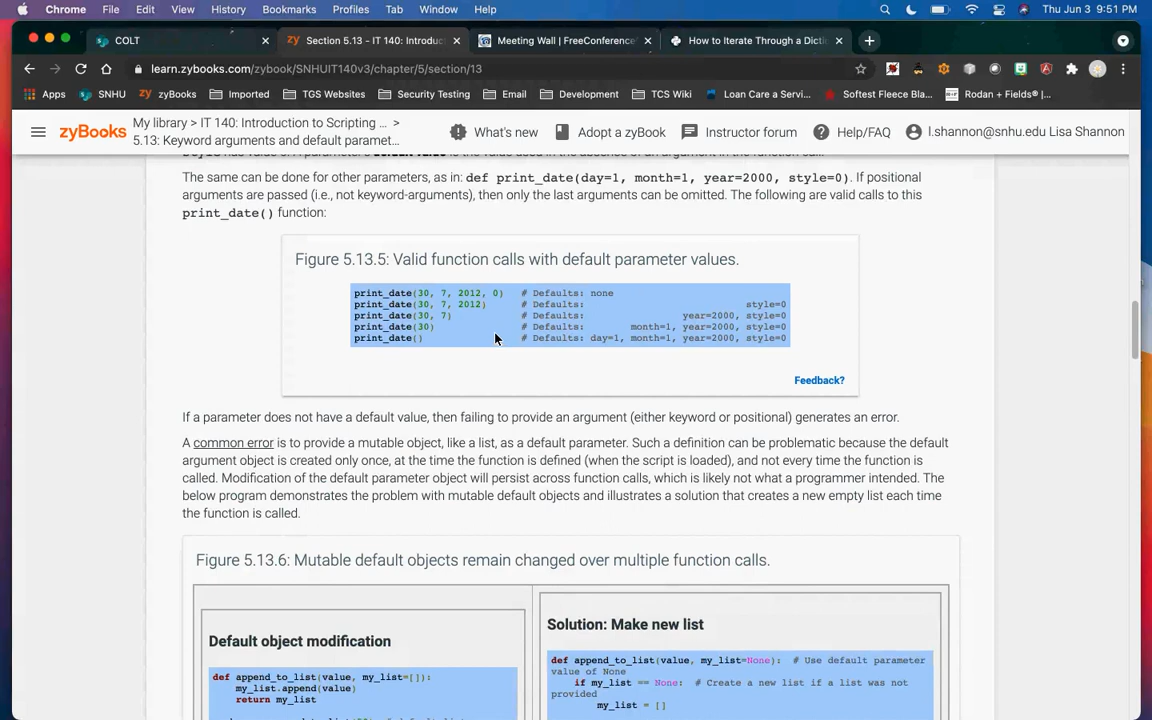 Chrome File Edit View History Bookmarks Profiles Tab Window Help Thu Jun 3 9:51 PM
COLT × zy Section 5.13 - IT 140: Introduc × Meeting Wall | FreeConference × How to Iterate Through a Dicti × +
learn.zybooks.com/zybook/SNHUIT140v3/chapter/5/section/13
Apps SNHU zy zyBooks Imported TGS Websites Security Testing Email Development TCS Wiki Loan Care a Servi... Softest Fleece Bla... R+F Rodan + Fields® |...
zyBooks My library > IT 140: Introduction to Scripting ... > What's new Adopt a zyBook Instructor forum Help/FAQ l.shannon@snhu.edu Lisa Shannon
5.13: Keyword arguments and default paramet...
The same can be done for other parameters, as in: def print_date(day=1, month=1, year=2000, style=0). If positional
arguments are passed (i.e., not keyword-arguments), then only the last arguments can be omitted. The following are valid calls to this
print_date() function:
Figure 5.13.5: Valid function calls with default parameter values.
print_date(30, 7, 2012, 0) # Defaults: none
print_date(30, 7, 2012) # Defaults: style=0
print_date(30, 7) # Defaults: year=2000, style=0
print_date(30) # Defaults: month=1, year=2000, style=0
print_date() # Defaults: day=1, month=1, year=2000, style=0
Feedback?
If a parameter does not have a default value, then failing to provide an argument (either keyword or positional) generates an error.
A common error is to provide a mutable object, like a list, as a default parameter. Such a definition can be problematic because the default
argument object is created only once, at the time the function is defined (when the script is loaded), and not every time the function is
called. Modification of the default parameter object will persist across function calls, which is likely not what a programmer intended. The
below program demonstrates the problem with mutable default objects and illustrates a solution that creates a new empty list each time
the function is called.
Figure 5.13.6: Mutable default objects remain changed over multiple function calls.
Default object modification
def append_to_list(value, my_list=[]):
my_list.append(value)
return my_list
Solution: Make new list
def append_to_list(value, my_list=None): # Use default parameter
value of None
if my_list == None: # Create a new list if a list was not
provided
my_list = []